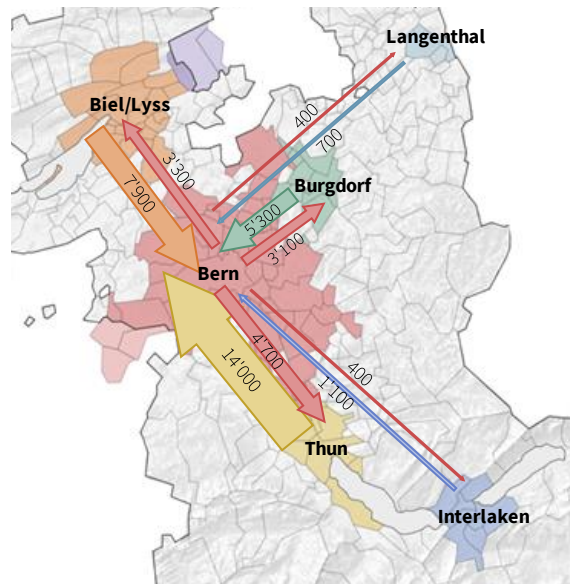 Langenthal
Biel/Lyss
400
700
3'300
7'900
Burgdorf
5'300
3'100
Bern
4'700
14'000
400
1'100
Thun
Interlaken